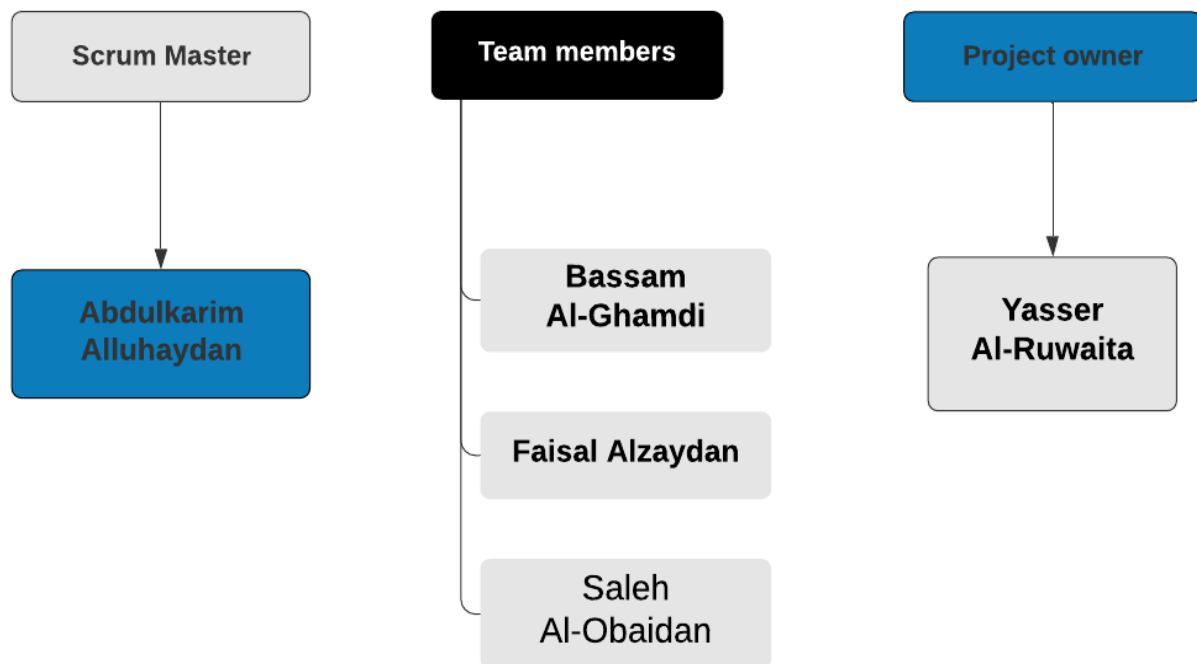 Scrum Master
Team members
Project owner
Abdulkarim
Alluhaydan
Bassam
Al-Ghamdi
Faisal Alzaydan
Saleh
Al-Obaidan
Yasser
Al-Ruwaita